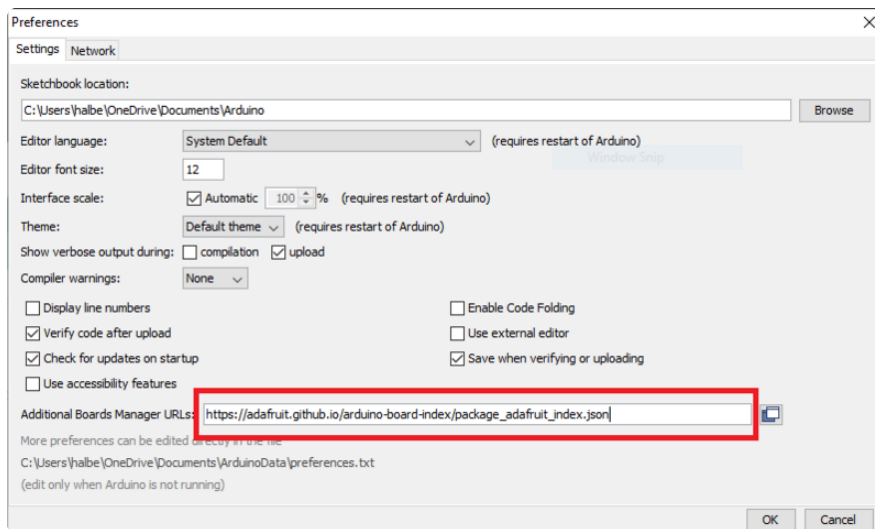 Preferences
Settings Network
Sketchbook location:
C:\Users\halbe\OneDrive\Documents\Arduino Browse
Editor language: System Default (requires restart of Arduino)
Window Snip
Editor font size: 12
Interface scale: Automatic 100 % (requires restart of Arduino)
Theme: Default theme (requires restart of Arduino)
Show verbose output during: compilation upload
Compiler warnings: None
Display line numbers Enable Code Folding
Verify code after upload Use external editor
Check for updates on startup Save when verifying or uploading
Use accessibility features
Additional Boards Manager URLs: https://adafruit.github.io/arduino-board-index/package_adafruit_index.json
More preferences can be edited directly in the file
C:\Users\halbe\OneDrive\Documents\ArduinoData\preferences.txt
(edit only when Arduino is not running)
OK Cancel